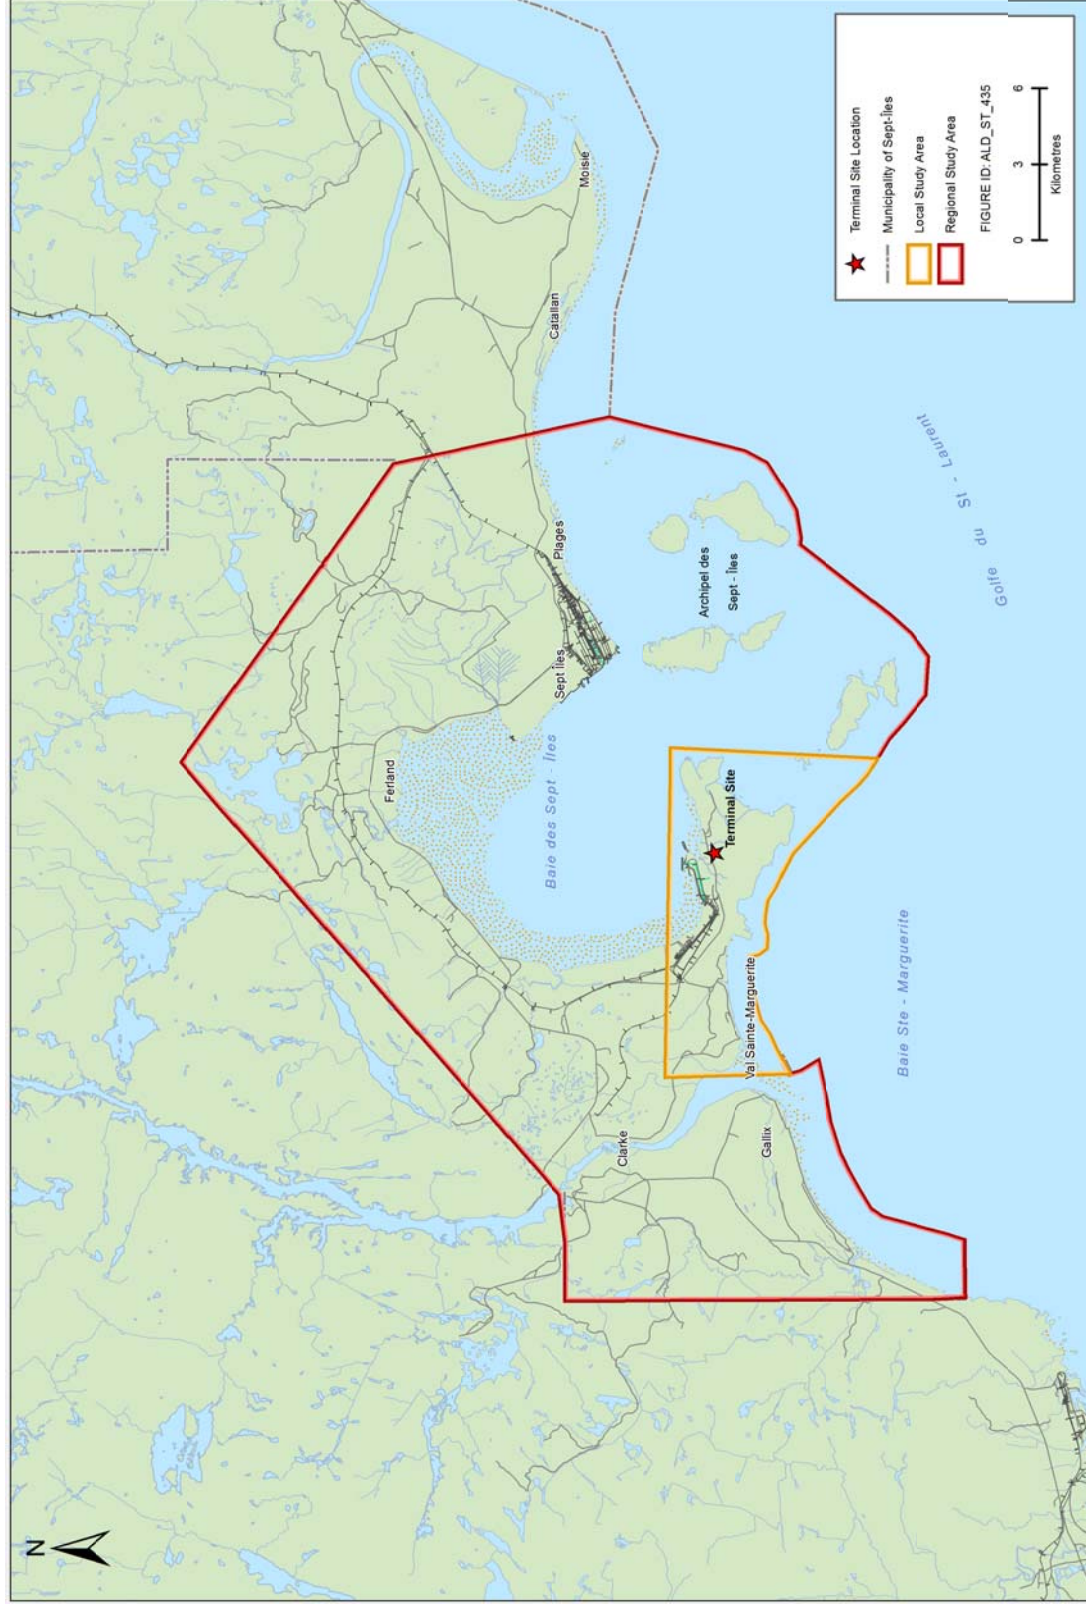 N
Ferland
Sept Îles
Plages
Catallan
Moisie
Baie des Sept - Îles
Archipel des
Sept - Îles
Terminal Site
Val Sainte-Marguerite
Clarke
Gallix
Baie Ste - Marguerite
Golfe du St - Laurent
Terminal Site Location
Municipality of Sept-Îles
Local Study Area
Regional Study Area
FIGURE ID: ALD_ST_435
0 3 6
Kilometres